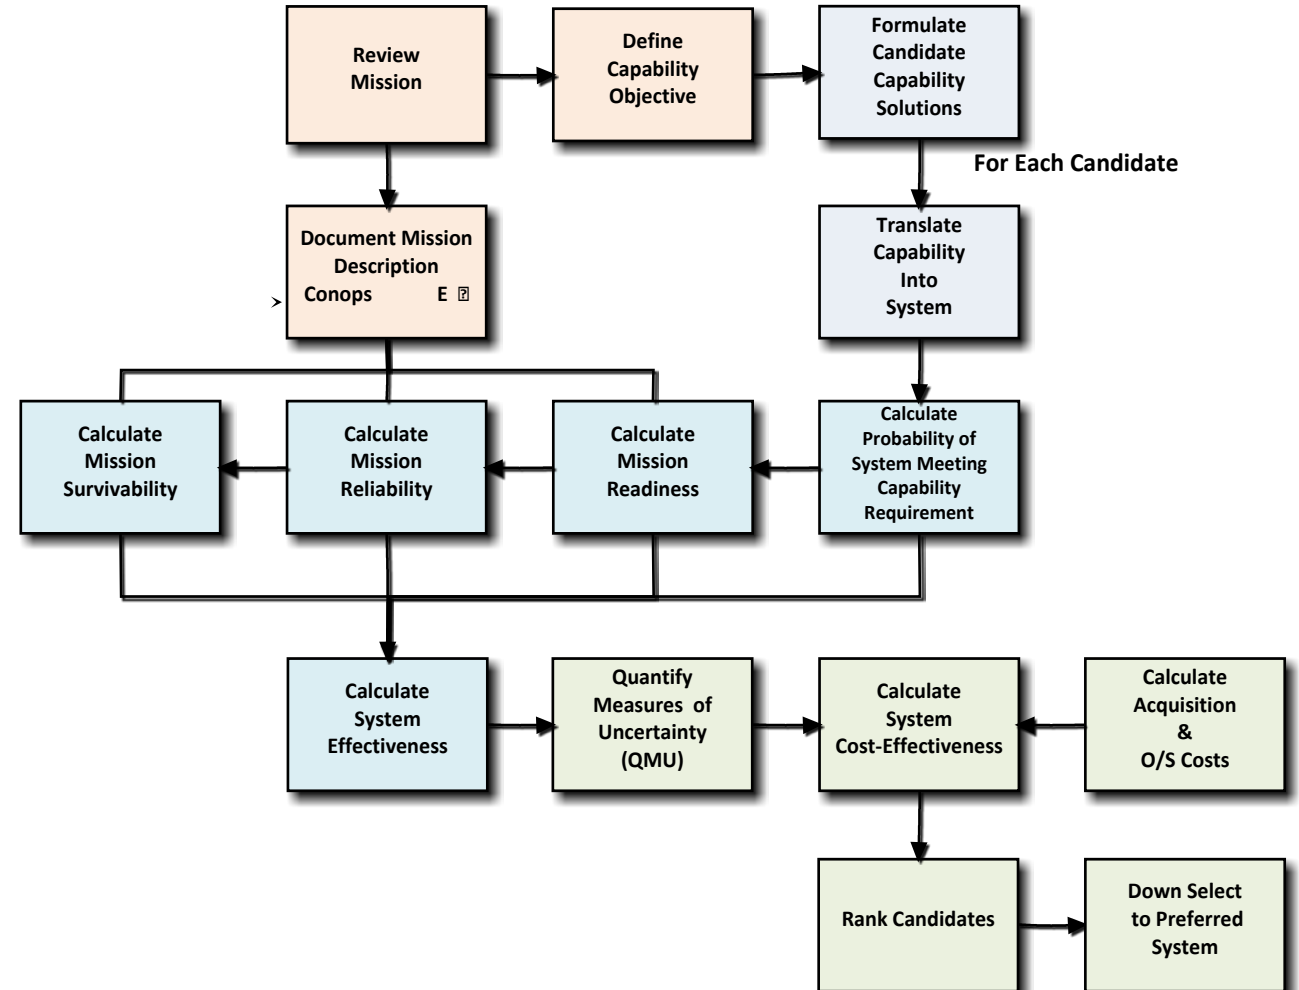 Review
Mission
Define
Capability
Objective
Formulate
Candidate
Capability
Solutions
For Each Candidate
Document Mission
Description
Conops E
Translate
Capability
Into
System
Calculate
Mission
Survivability
Calculate
Mission
Reliability
Calculate
Mission
Readiness
Calculate
Probability of
System Meeting
Capability
Requirement
Calculate
System
Effectiveness
Quantify
Measures of
Uncertainty
(QMU)
Calculate
System
Cost-Effectiveness
Calculate
Acquisition
&
O/S Costs
Rank Candidates
Down Select
to Preferred
System